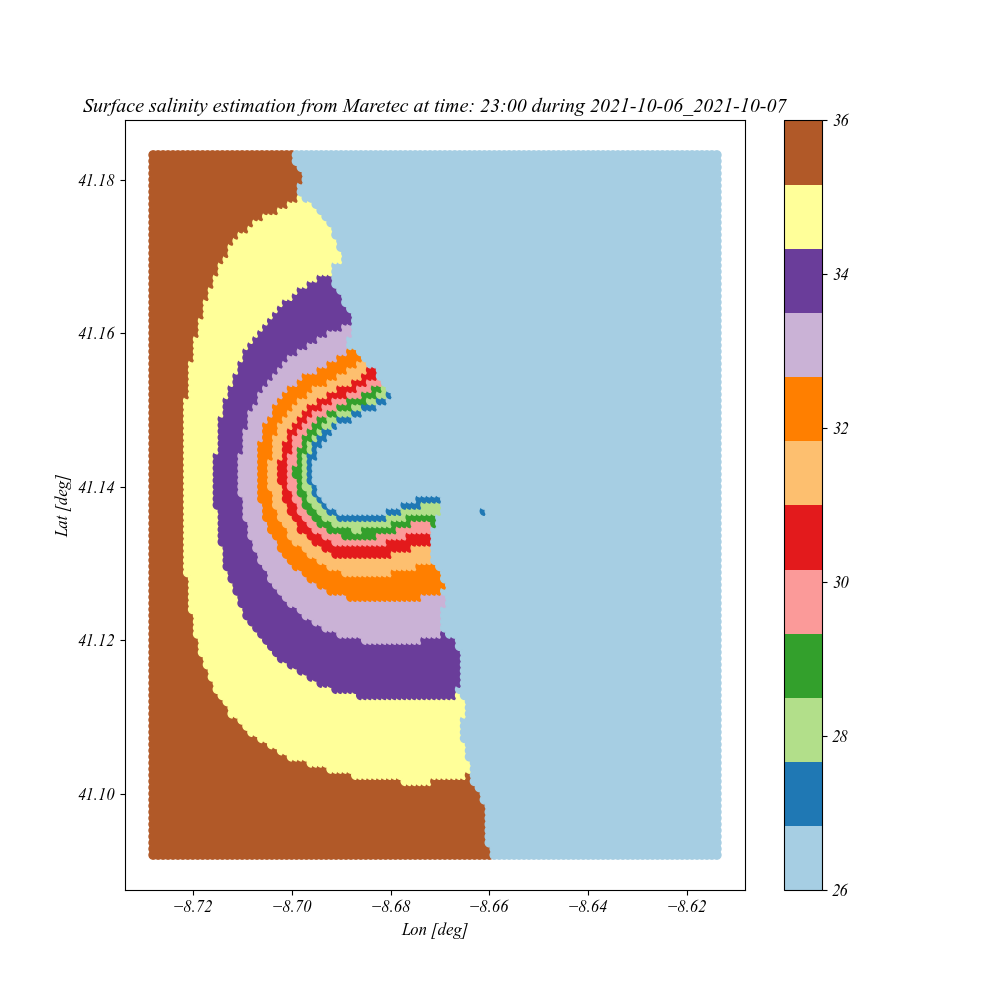 Surface salinity estimation from Maretec at time: 23:00 during 2021-10-06_2021-10-07
41.18
41.16
41.14
41.12
41.10
Lat [deg]
−8.72 −8.70 −8.68 −8.66 −8.64 −8.62
Lon [deg]
36
34
32
30
28
26